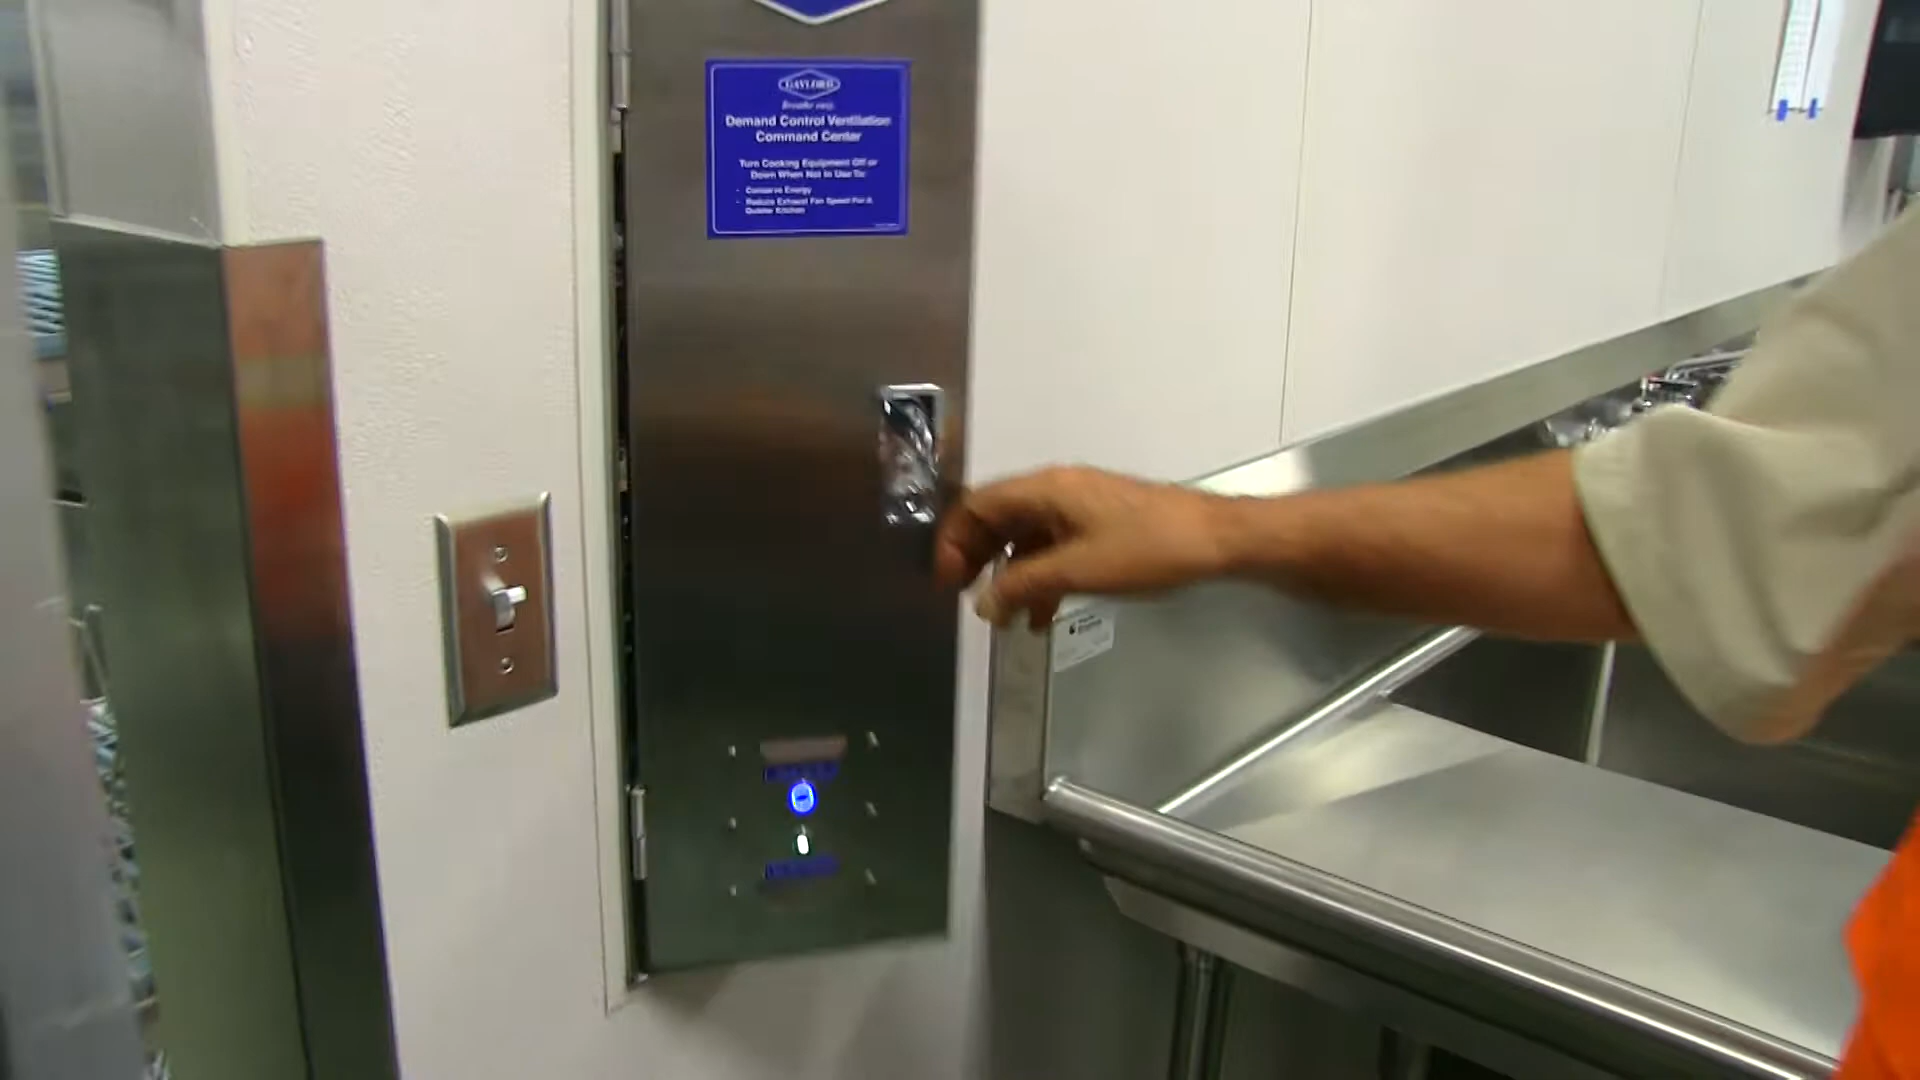 GAYLORD
Breathe easy.
Demand Control Ventilation
Command Center
Turn Cooking Equipment Off or
Down When Not In Use To:
- Conserve Energy
- Reduce Exhaust Fan Speed For A
Quieter Kitchen